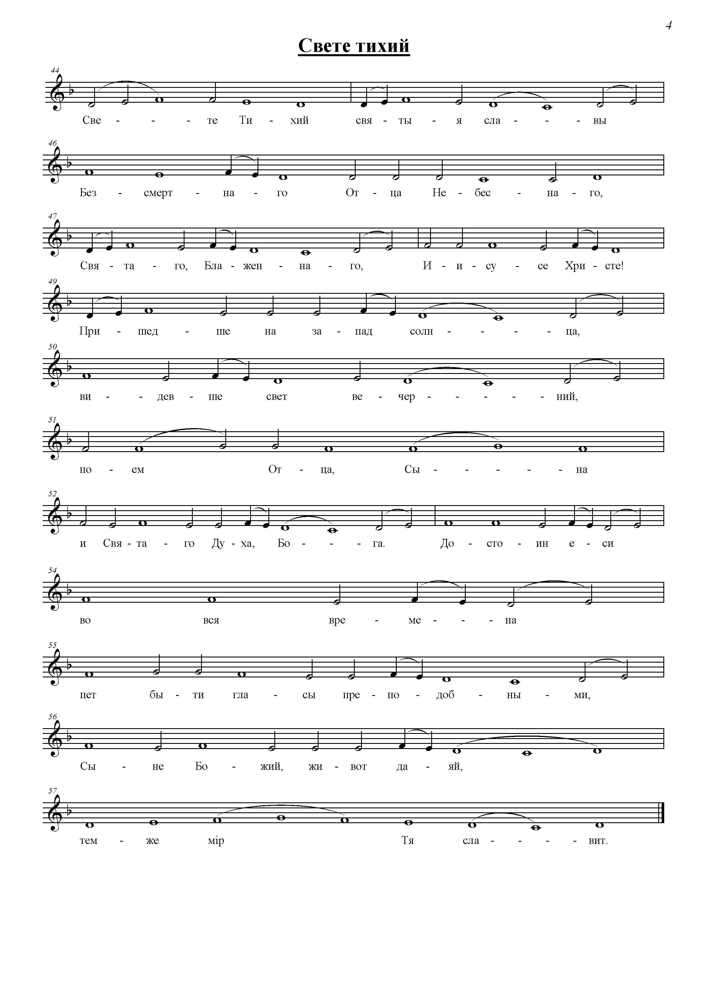 4
Свете тихий
44
Све - - - те Ти - хий свя - ты - я сла - - - вы
46
Без - смерт - на - го От - ца Не - бес - на - го,
47
Свя - та - го, Бла - жен - на - го, И - и - су - се Хри - сте!
49
При - шед - ше на за - пад солн - - - - ца,
50
ви - - дев - ше свет ве - чер - - - - ний,
51
по - ем От - ца, Сы - - - - - на
52
и Свя - та - го Ду - ха, Бо - - - га. До - сто - ин е - си
54
во вся вре - ме - - - на
55
пет бы - ти гла - сы пре - по - доб - ны - ми,
56
Сы - не Бо - жий, жи - вот да - яй,
57
тем - же мір Тя сла - - - вит.